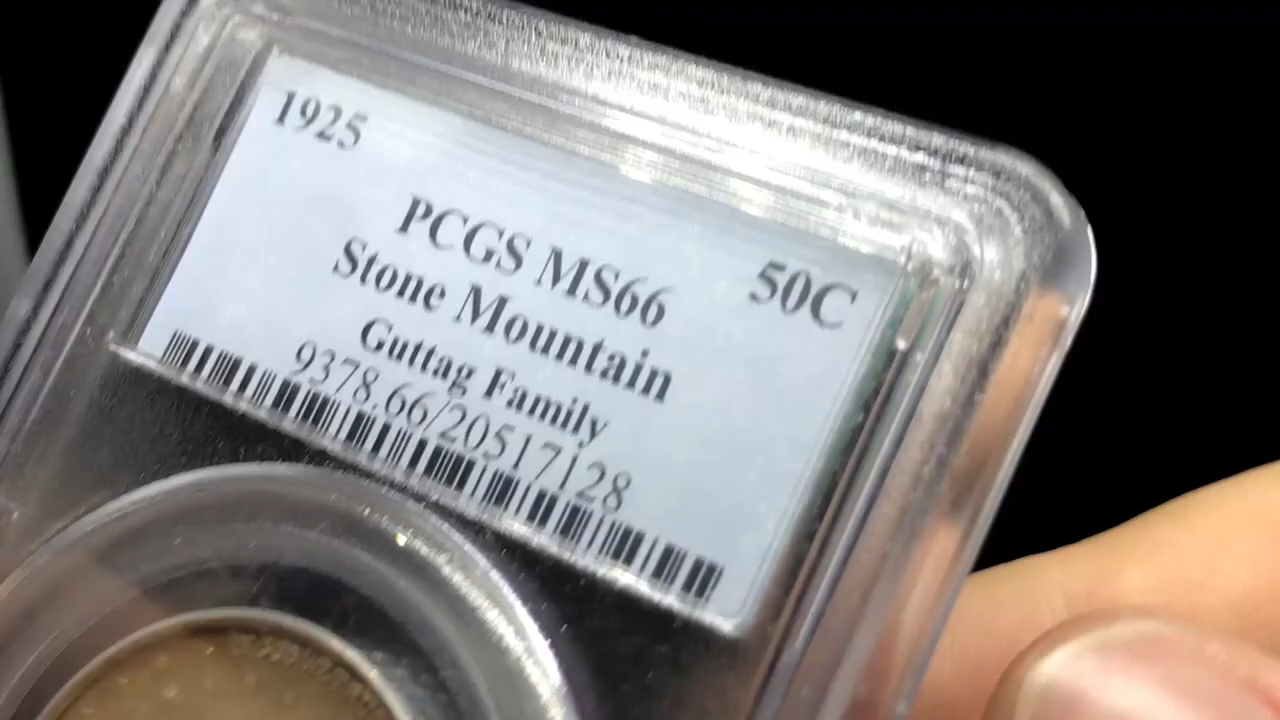 1925
PCGS MS66 50C
Stone Mountain
Guttag Family
9378.66/20517128